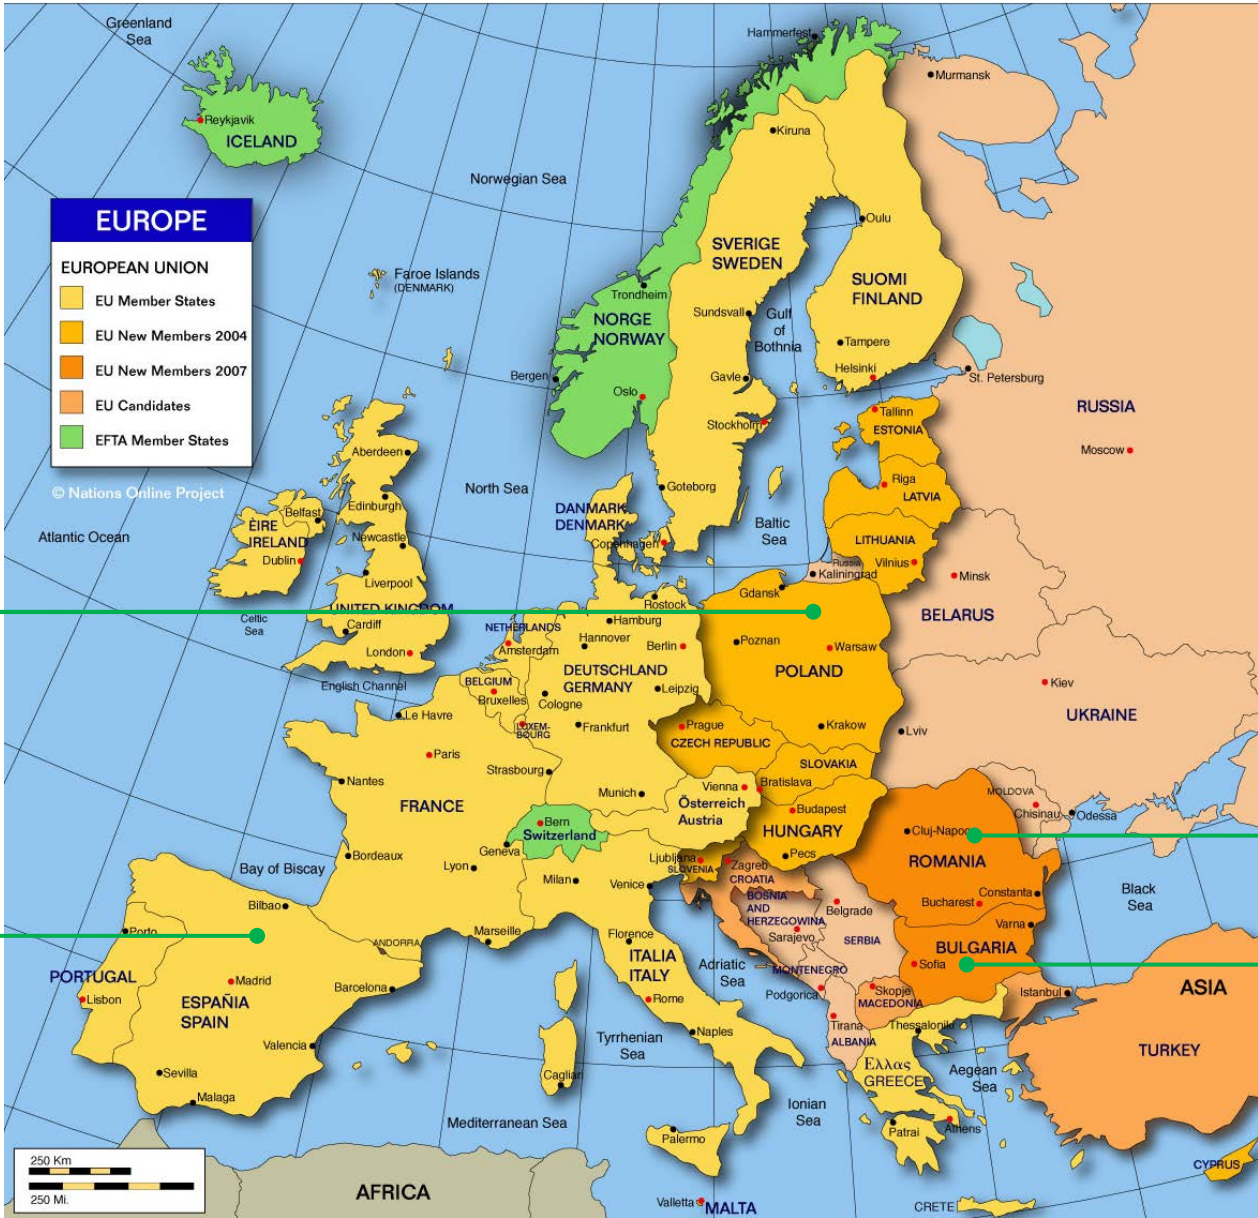 Greenland
Sea
Hammerfest
Murmansk
Reykjavik
ICELAND
Kiruna
Norwegian Sea
EUROPE
EUROPEAN UNION
EU Member States
EU New Members 2004
EU New Members 2007
EU Candidates
EFTA Member States
© Nations Online Project
Faroe Islands
(DENMARK)
Oulu
SVERIGE
SWEDEN
SUOMI
FINLAND
Trondheim
NORGE
NORWAY
Sundsvall
Gulf
of
Bothnia
Tampere
Helsinki
St. Petersburg
Bergen
Gavle
Oslo
Stockholm
Tallinn
ESTONIA
RUSSIA
Moscow
Aberdeen
North Sea
Goteborg
Riga
LATVIA
Edinburgh
Belfast
ÈIRE
IRELAND
Dublin
Newcastle
Liverpool
Atlantic Ocean
DANMARK
DENMARK
Copenhagen
Baltic
Sea
LITHUANIA
Vilnius
Russia
Kaliningrad
Minsk
BELARUS
Celtic
Sea
UNITED KINGDOM
Cardiff
London
English Channel
NETHERLANDS
Amsterdam
Rostock
Hamburg
Hannover
Berlin
Gdansk
Poznan
Warsaw
POLAND
DEUTSCHLAND
GERMANY
BELGIUM
Bruxelles
Cologne
Leipzig
Kiev
UKRAINE
Le Havre
LUXEM-
BOURG
Frankfurt
Prague
CZECH REPUBLIC
Krakow
Lviv
Paris
Strasbourg
SLOVAKIA
Bratislava
Nantes
Munich
Vienna
Österreich
Austria
Budapest
HUNGARY
Pecs
MOLDOVA
Chisinau
Odessa
FRANCE
Bern
Switzerland
Geneva
Cluj-Napoc
ROMANIA
Bordeaux
Lyon
Milan
Venice
Ljubljana
SLOVENIA
Zagreb
CROATIA
Bay of Biscay
BOSNIA
AND
HERZEGOWINA
Sarajevo
Belgrade
SERBIA
Bucharest
Constanta
Black
Sea
Varna
BULGARIA
Sofia
Bilbao
Porto
ANDORRA
Marseille
Florence
ITALIA
ITALY
Adriatic
Sea
MONTENEGRO
Podgorica
Skopje
MACEDONIA
Istanbul
ASIA
PORTUGAL
Lisbon
Madrid
ESPAÑIA
SPAIN
Barcelona
Rome
Tirana
ALBANIA
Thessaloniki
Valencia
Tyrrhenian
Sea
Naples
Ελλας
GREECE
Aegean
Sea
TURKEY
Sevilla
Malaga
Cagliari
Mediterranean Sea
Palermo
Ionian
Sea
Patrai
Athens
250 Km
250 Mi.
AFRICA
Valletta
MALTA
CRETE
CYPRUS